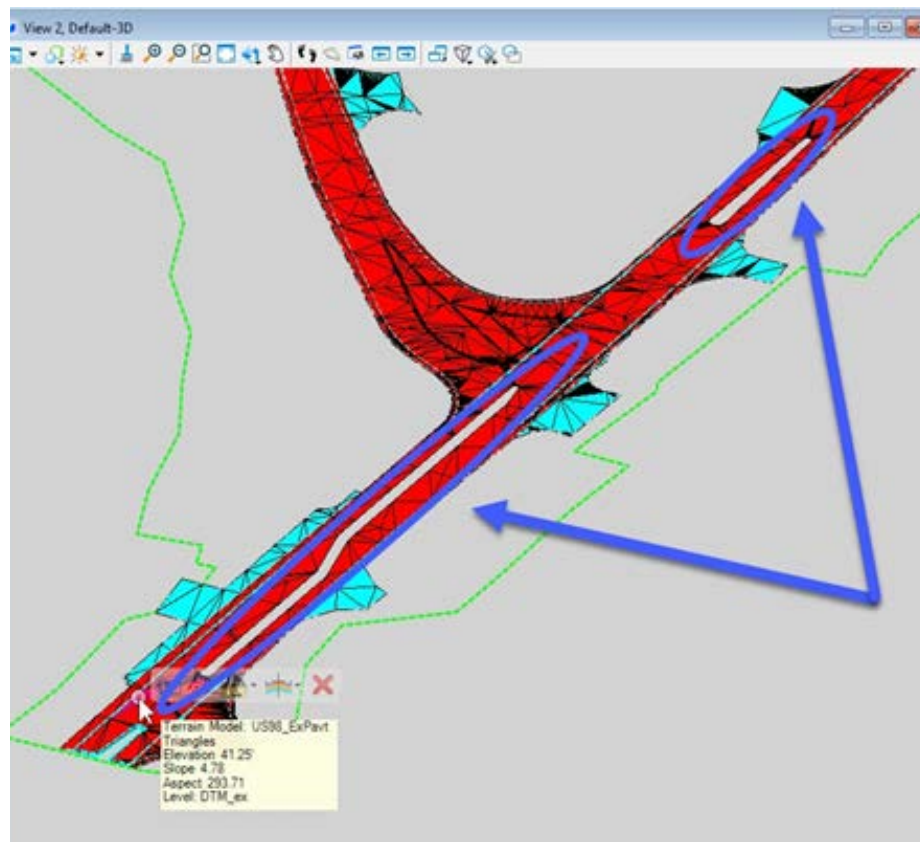 View 2, Default-3D
Terrain Model: US98_ExPavt
Triangles
Elevation 41.25'
Slope 4.78
Aspect 293.71
Level: DTM_ex